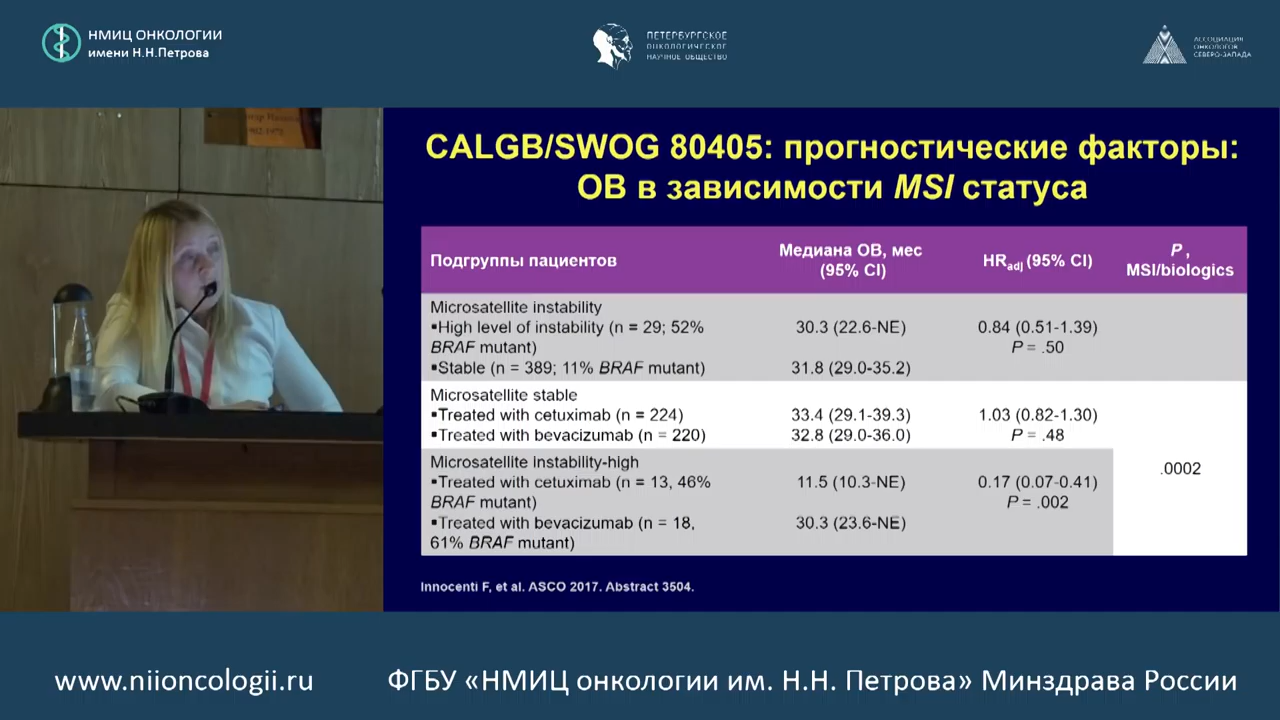 НМИЦ ОНКОЛОГИИ
имени Н.Н.Петрова
ПЕТЕРБУРГСКОЕ
ОНКОЛОГИЧЕСКОЕ
НАУЧНОЕ ОБЩЕСТВО
АССОЦИАЦИЯ
ОНКОЛОГОВ
СЕВЕРО-ЗАПАДА
CALGB/SWOG 80405: прогностические факторы:
ОВ в зависимости MSI статуса
Подгруппы пациентов
Медиана ОВ, мес
(95% CI)
HRadj (95% CI)
P ,
MSI/biologics
Microsatellite instability
▪High level of instability (n = 29; 52% 30.3 (22.6-NE) 0.84 (0.51-1.39)
BRAF mutant) P = .50
▪Stable (n = 389; 11% BRAF mutant) 31.8 (29.0-35.2)
Microsatellite stable
▪Treated with cetuximab (n = 224) 33.4 (29.1-39.3) 1.03 (0.82-1.30)
▪Treated with bevacizumab (n = 220) 32.8 (29.0-36.0) P = .48
Microsatellite instability-high
▪Treated with cetuximab (n = 13, 46% 11.5 (10.3-NE) 0.17 (0.07-0.41)
BRAF mutant) P = .002
▪Treated with bevacizumab (n = 18, 30.3 (23.6-NE)
61% BRAF mutant)
.0002
Innocenti F, et al. ASCO 2017. Abstract 3504.
www.niioncologii.ru
ФГБУ «НМИЦ онкологии им. Н.Н. Петрова» Минздрава России